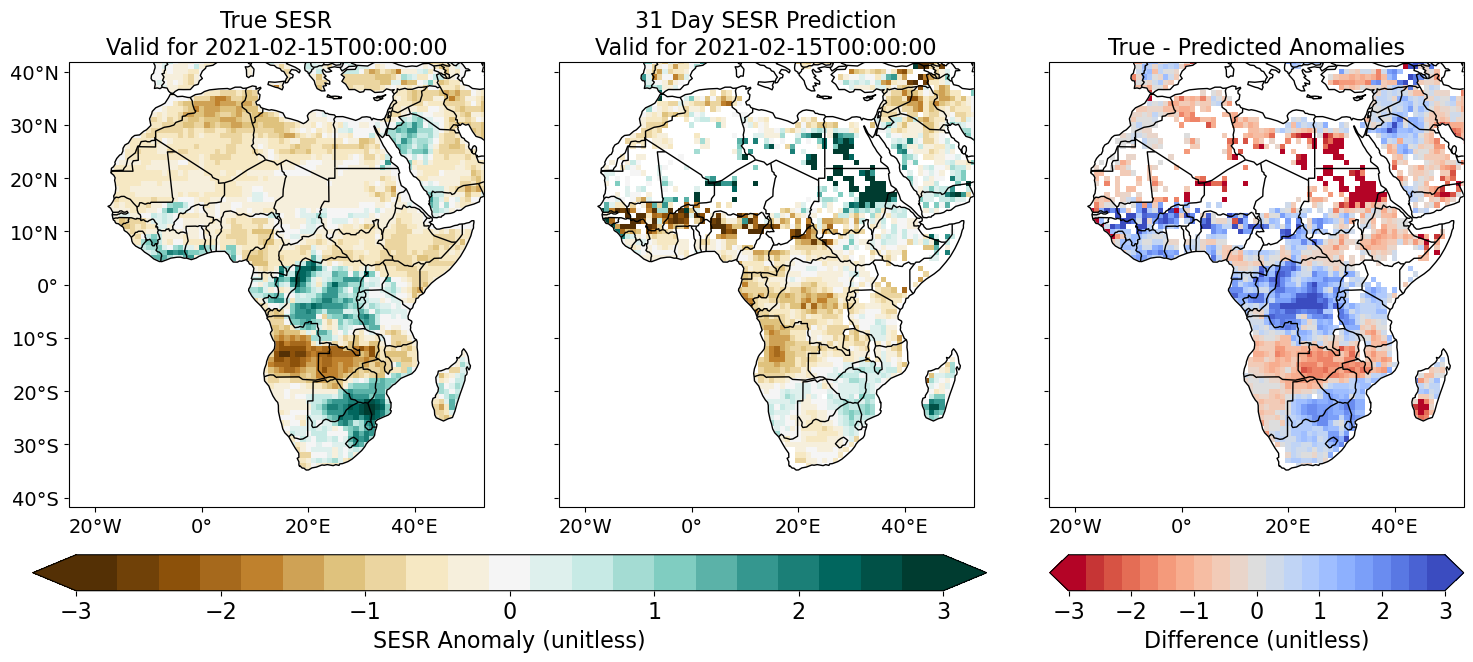 True SESR
Valid for 2021-02-15T00:00:00
31 Day SESR Prediction
Valid for 2021-02-15T00:00:00
True - Predicted Anomalies
40°N
30°N
20°N
10°N
0°
10°S
20°S
30°S
40°S
20°W 0° 20°E 40°E
20°W 0° 20°E 40°E
20°W 0° 20°E 40°E
−3 −2 −1 0 1 2 3
SESR Anomaly (unitless)
−3 −2 −1 0 1 2 3
Difference (unitless)